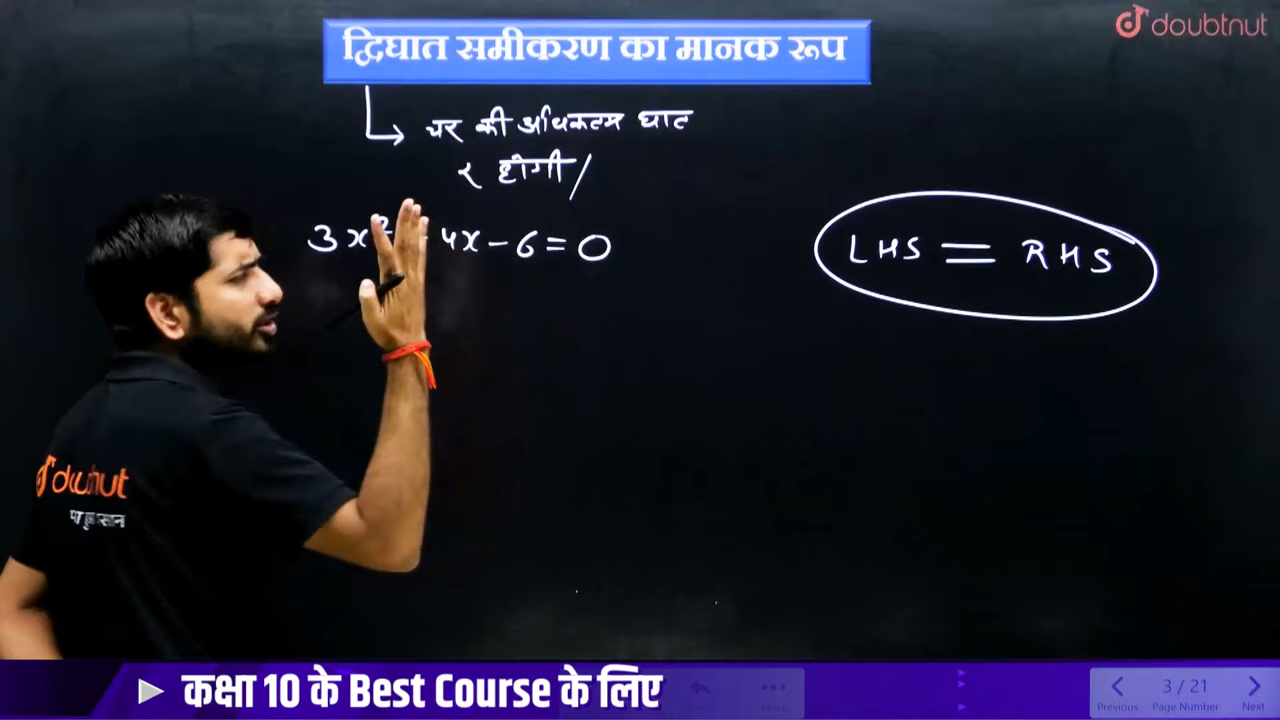 द्विघात समीकरण का मानक रूप
doubtnut
चर की अधिकतम घात
२ होगी /
3x² 4x - 6 = 0
LHS = RHS
doubtnut
कक्षा 10 के Best Course के लिए
3 / 21
Previous Page Number Next